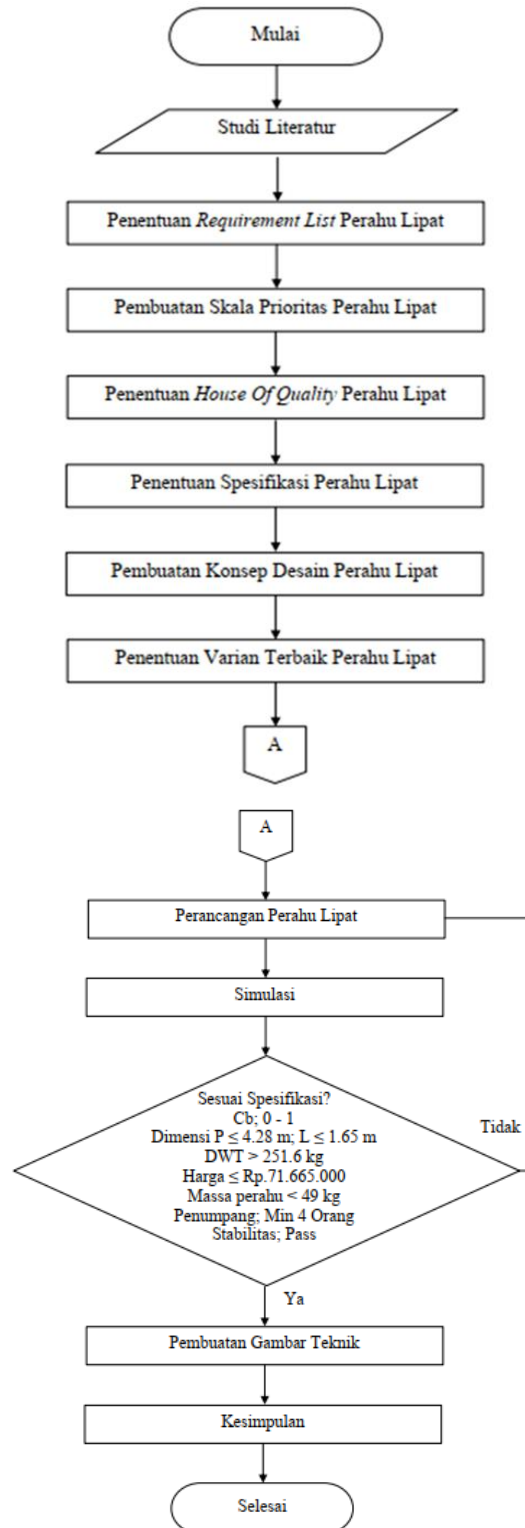 Mulai
Studi Literatur
Penentuan Requirement List Perahu Lipat
Pembuatan Skala Prioritas Perahu Lipat
Penentuan House Of Quality Perahu Lipat
Penentuan Spesifikasi Perahu Lipat
Pembuatan Konsep Desain Perahu Lipat
Penentuan Varian Terbaik Perahu Lipat
A
A
Perancangan Perahu Lipat
Simulasi
Sesuai Spesifikasi?
Cb; 0 - 1
Dimensi P ≤ 4.28 m; L ≤ 1.65 m
DWT > 251.6 kg
Harga ≤ Rp.71.665.000
Massa perahu < 49 kg
Penumpang; Min 4 Orang
Stabilitas; Pass
Tidak
Ya
Pembuatan Gambar Teknik
Kesimpulan
Selesai